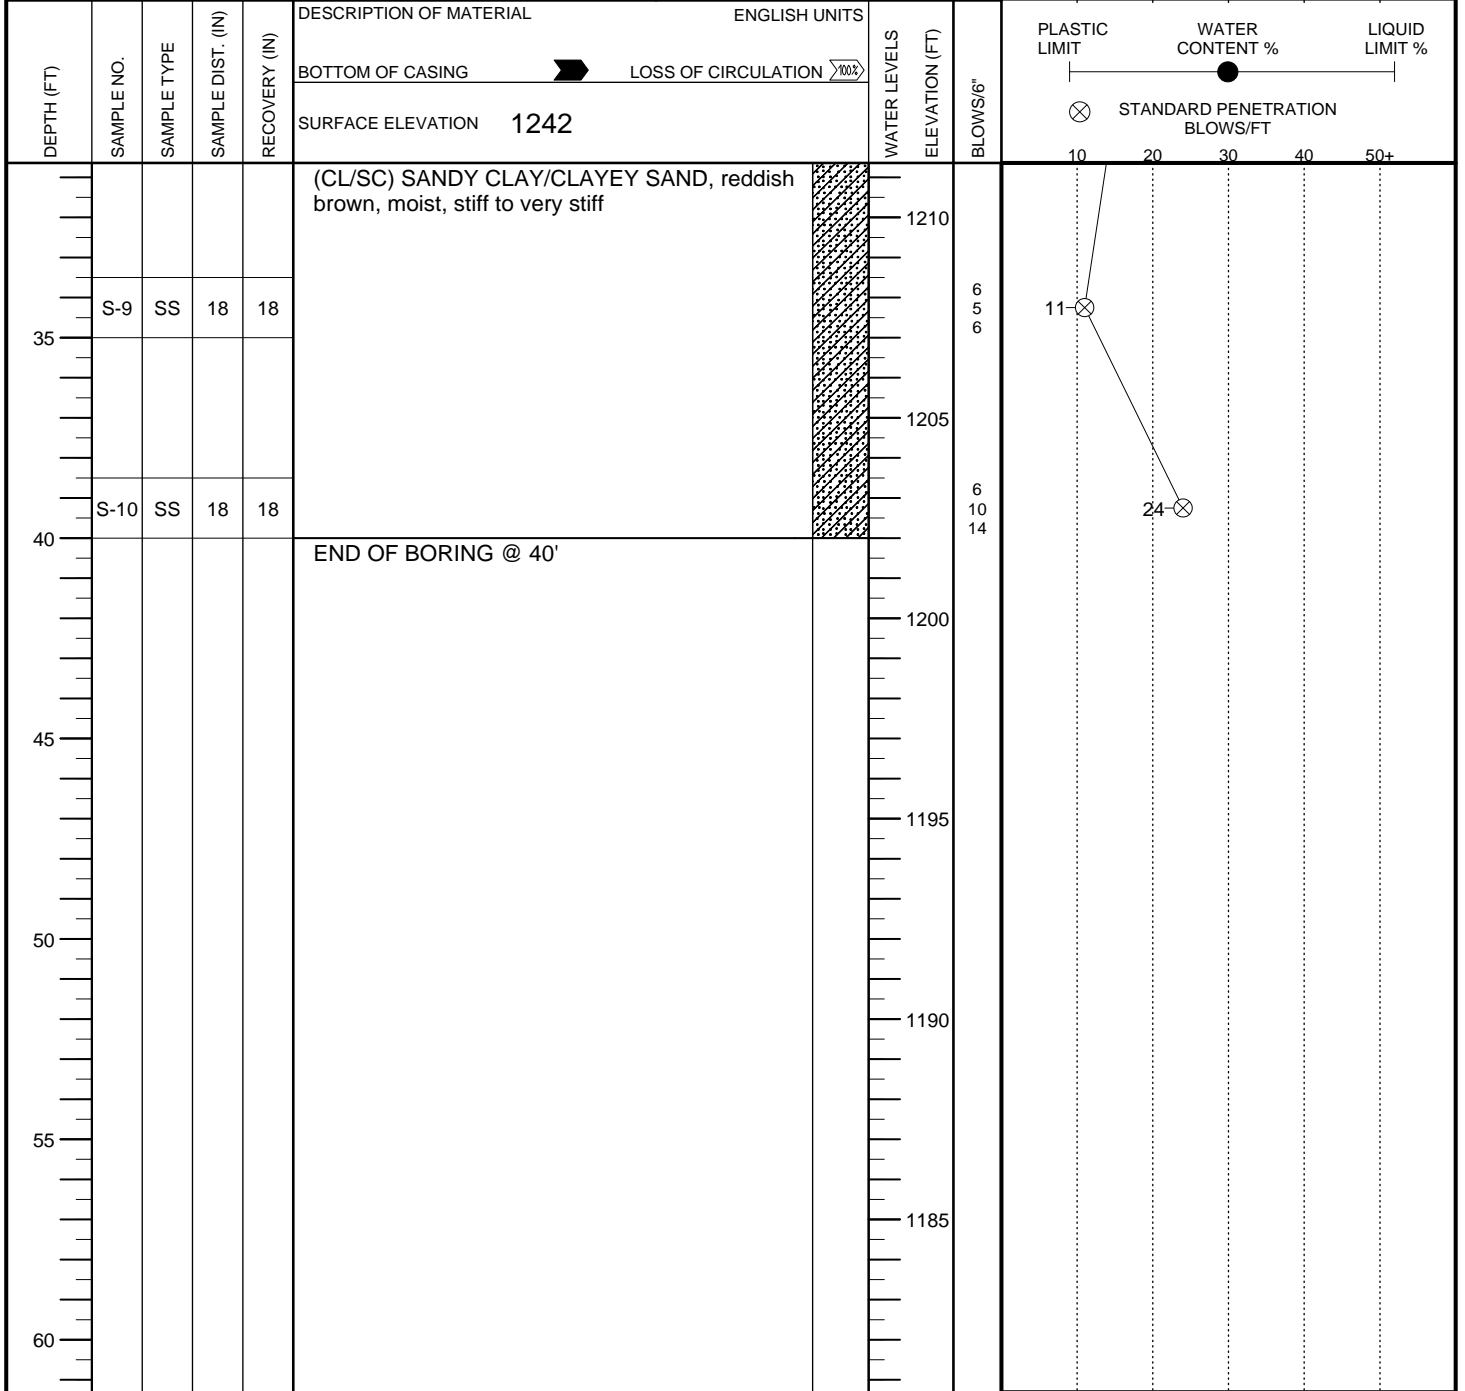 DESCRIPTION OF MATERIAL
ENGLISH UNITS
BOTTOM OF CASING
LOSS OF CIRCULATION
100%
SURFACE ELEVATION 1242
DEPTH (FT)
SAMPLE NO.
SAMPLE TYPE
SAMPLE DIST. (IN)
RECOVERY (IN)
WATER LEVELS
ELEVATION (FT)
BLOWS/6"
PLASTIC
LIMIT
WATER
CONTENT %
LIQUID
LIMIT %
STANDARD PENETRATION
BLOWS/FT
10 20 30 40 50+
(CL/SC) SANDY CLAY/CLAYEY SAND, reddish
brown, moist, stiff to very stiff
1210
S-9 SS 18 18
6
5
6
11
35
1205
S-10 SS 18 18
6
10
14
24
40
END OF BORING @ 40'
1200
45
1195
50
1190
55
1185
60